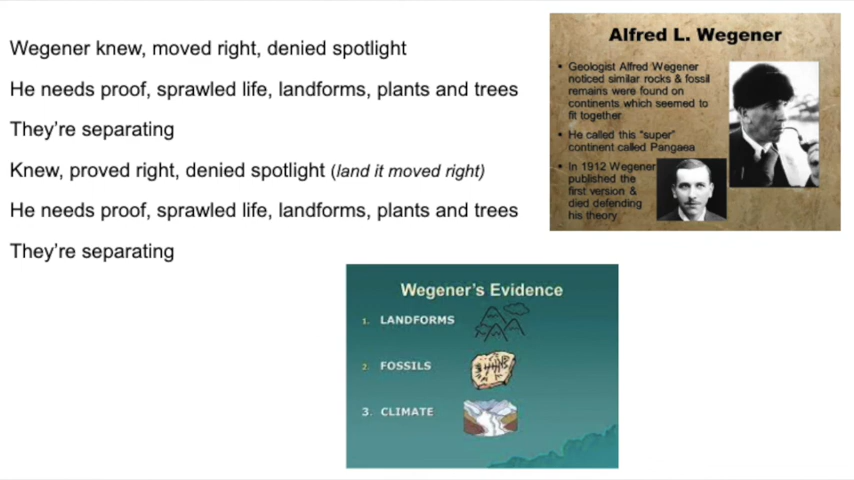 Wegener knew, moved right, denied spotlight
He needs proof, sprawled life, landforms, plants and trees
They're separating
Knew, proved right, denied spotlight (land it moved right)
He needs proof, sprawled life, landforms, plants and trees
They're separating
Alfred L. Wegener
• Geologist Alfred Wegener
noticed similar rocks & fossil
remains were found on
continents which seemed to
fit together
• He called this "super"
continent called Pangaea
• In 1912 Wegener
published the
first version &
died defending
his theory
Wegener's Evidence
1. LANDFORMS
2. FOSSILS
3. CLIMATE